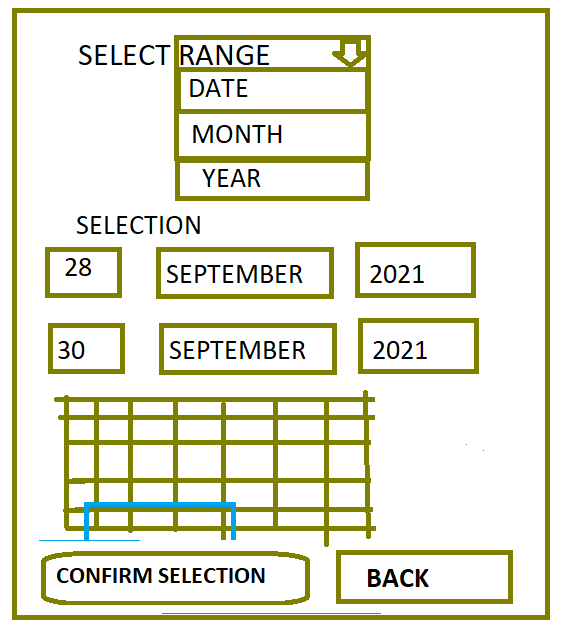 SELECT RANGE
DATE
MONTH
YEAR
SELECTION
28 SEPTEMBER 2021
30 SEPTEMBER 2021
CONFIRM SELECTION BACK